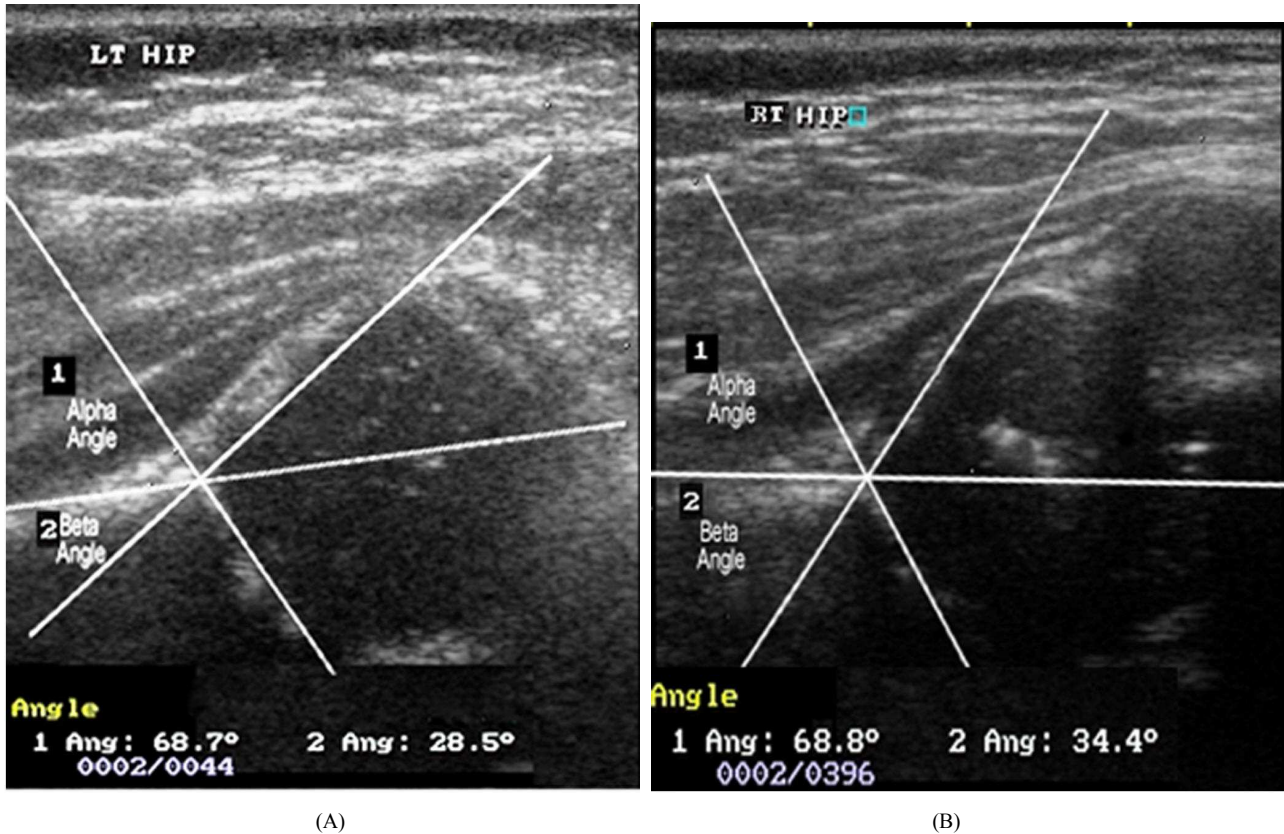 LT HIP
1
Alpha
Angle
2 Beta
Angle
Angle
1 Ang: 68.7° 2 Ang: 28.5°
0002/0044
(A)
RT HIP
1
Alpha
Angle
2
Beta
Angle
Angle
1 Ang: 68.8° 2 Ang: 34.4°
0002/0396
(B)